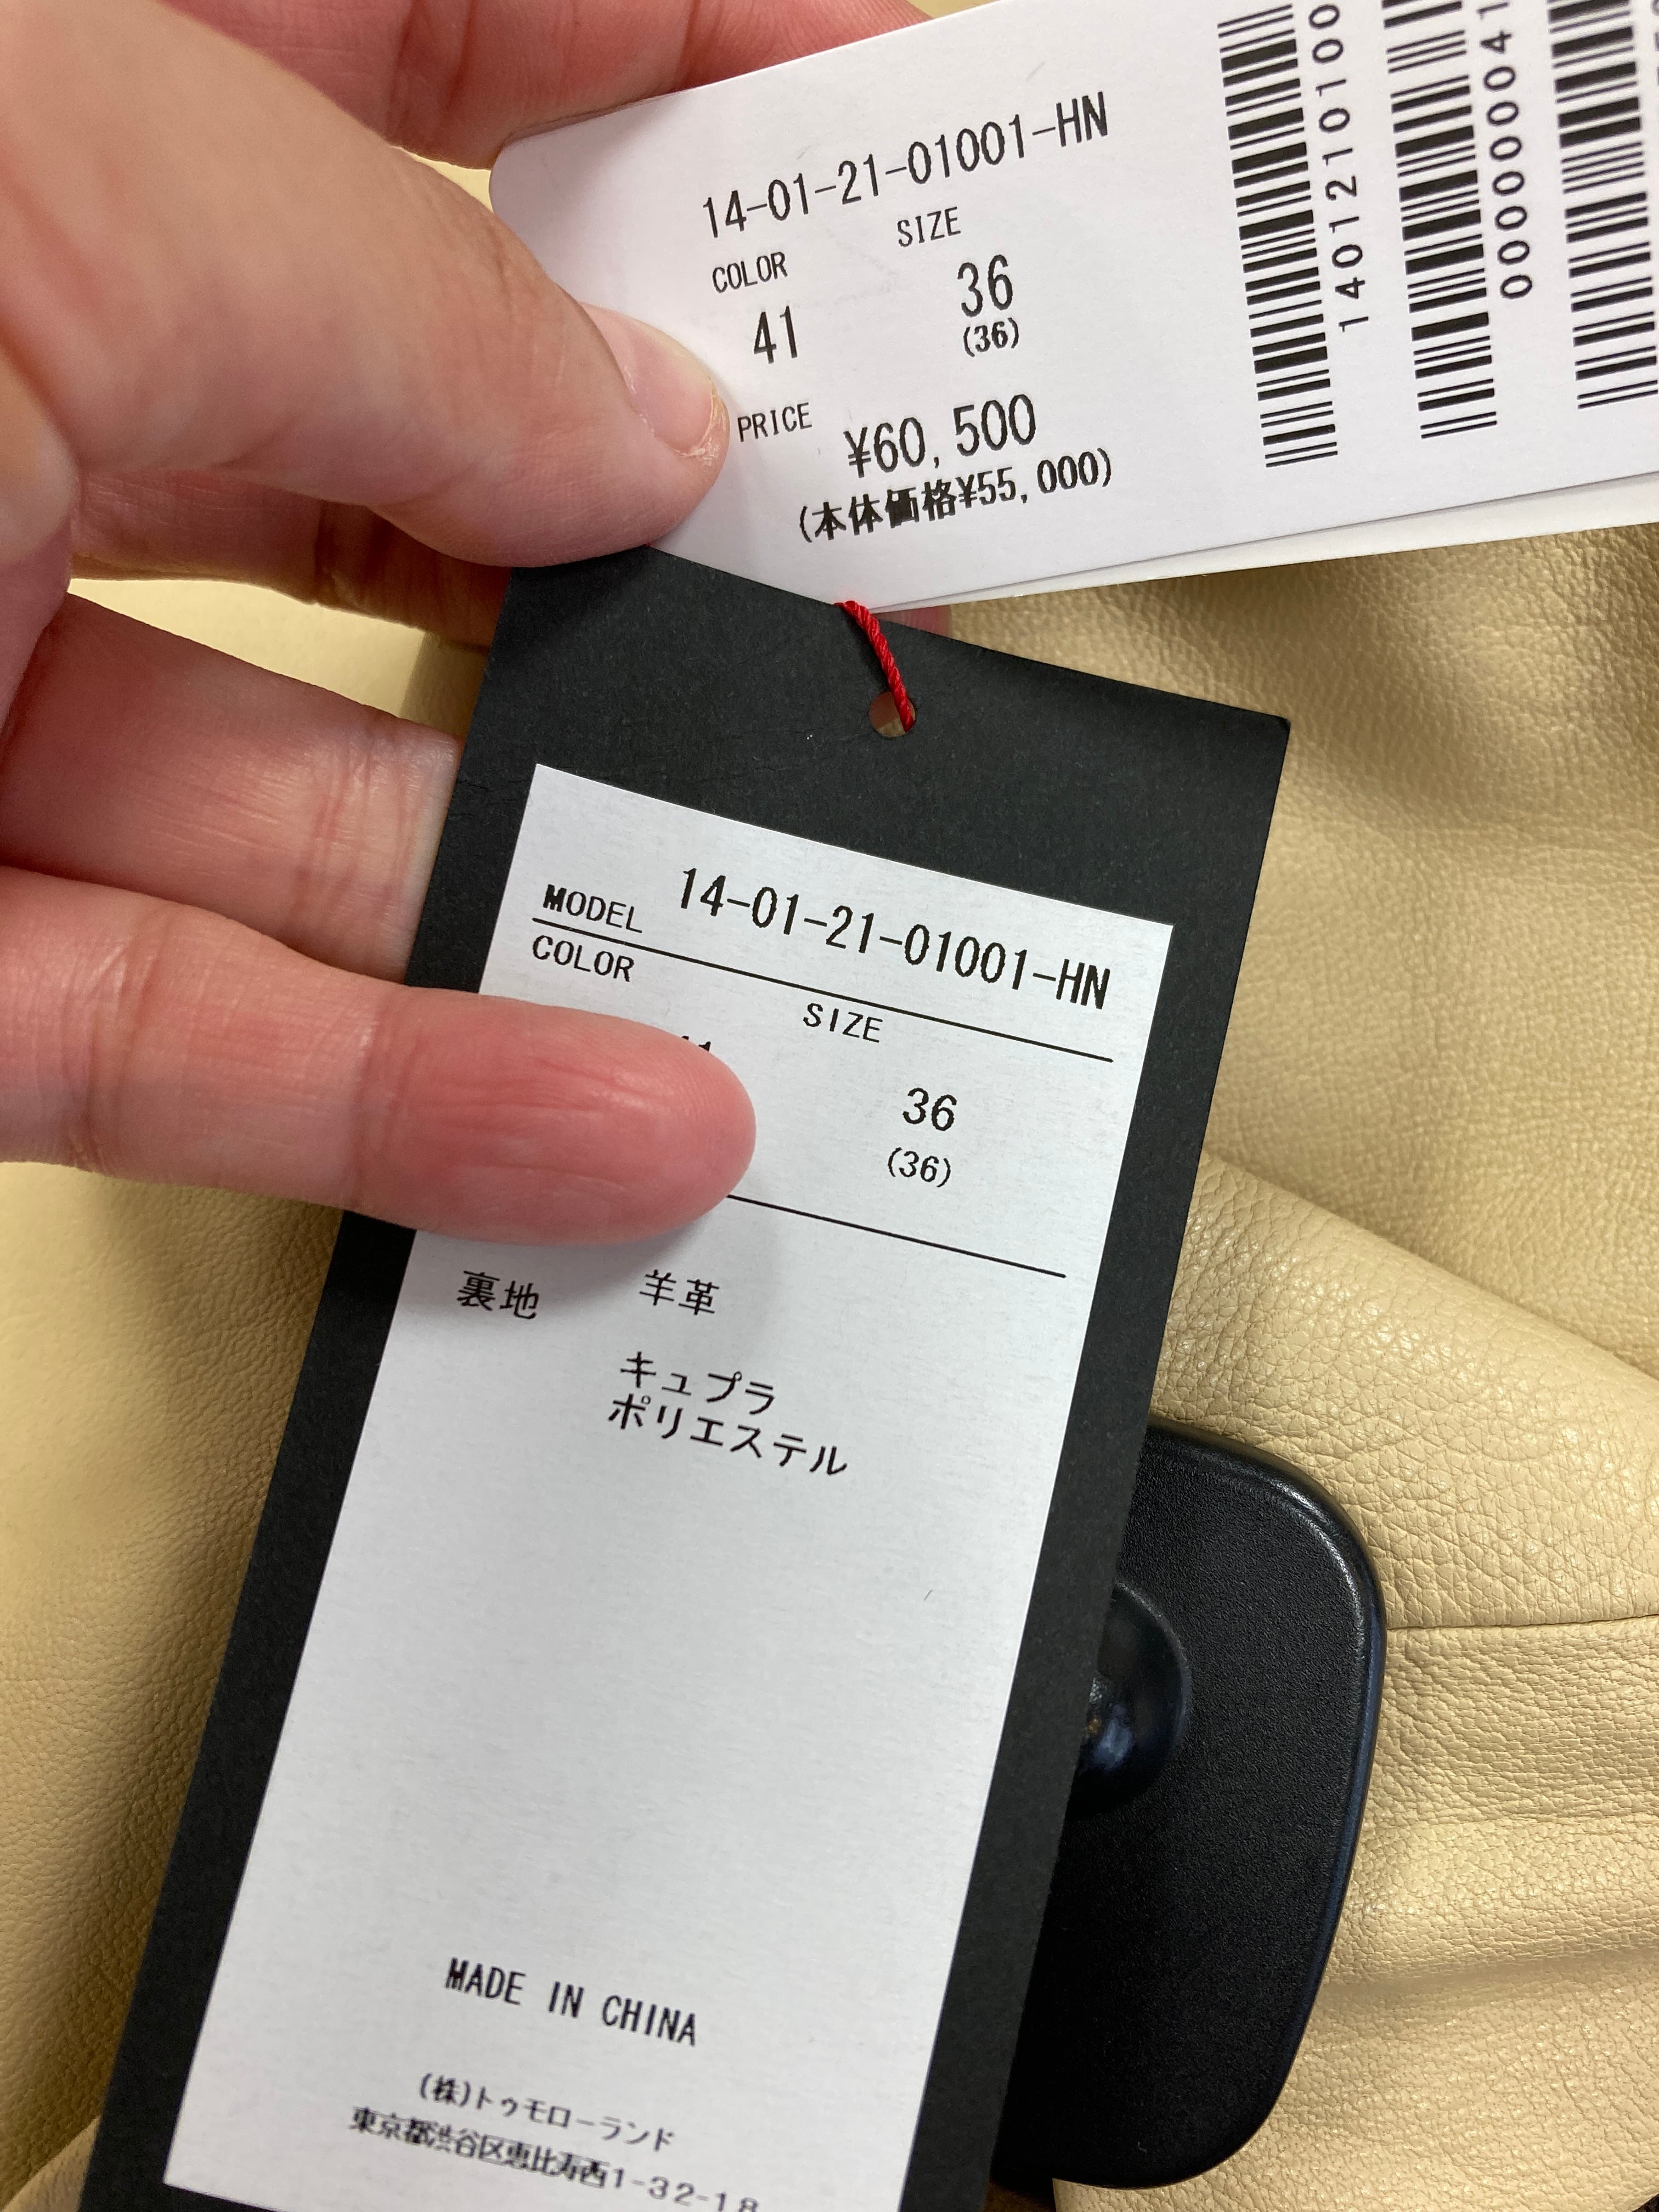 14-01-21-01001-HN
COLOR SIZE
41 36
(36)
PRICE ¥60,500
(本体価格¥55,000)
1401210100
00000041
MODEL 14-01-21-01001-HN
COLOR SIZE
36
(36)
裏地 羊革
キュプラ
ポリエステル
MADE IN CHINA
(株)トゥモローランド
東京都渋谷区恵比寿西1-32-18